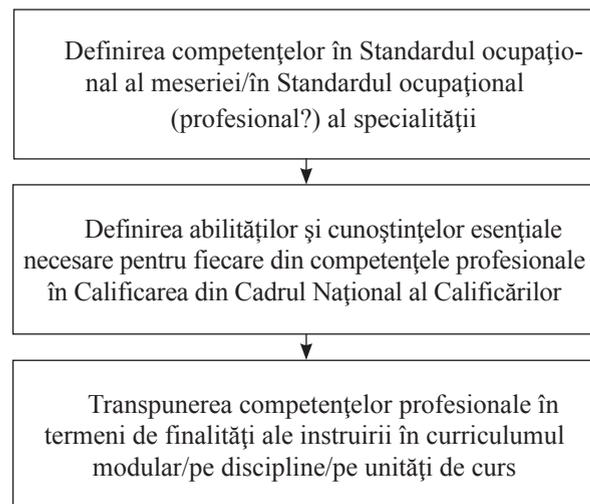 Definirea competenţelor în Standardul ocupaţio-
nal al meseriei/în Standardul ocupaţional
(profesional?) al specialităţii
Definirea abilităților şi cunoştinţelor esenţiale
necesare pentru fiecare din competenţele profesionale
în Calificarea din Cadrul Naţional al Calificărilor
Transpunerea competenţelor profesionale în
termeni de finalităţi ale instruirii în curriculumul
modular/pe discipline/pe unităţi de curs